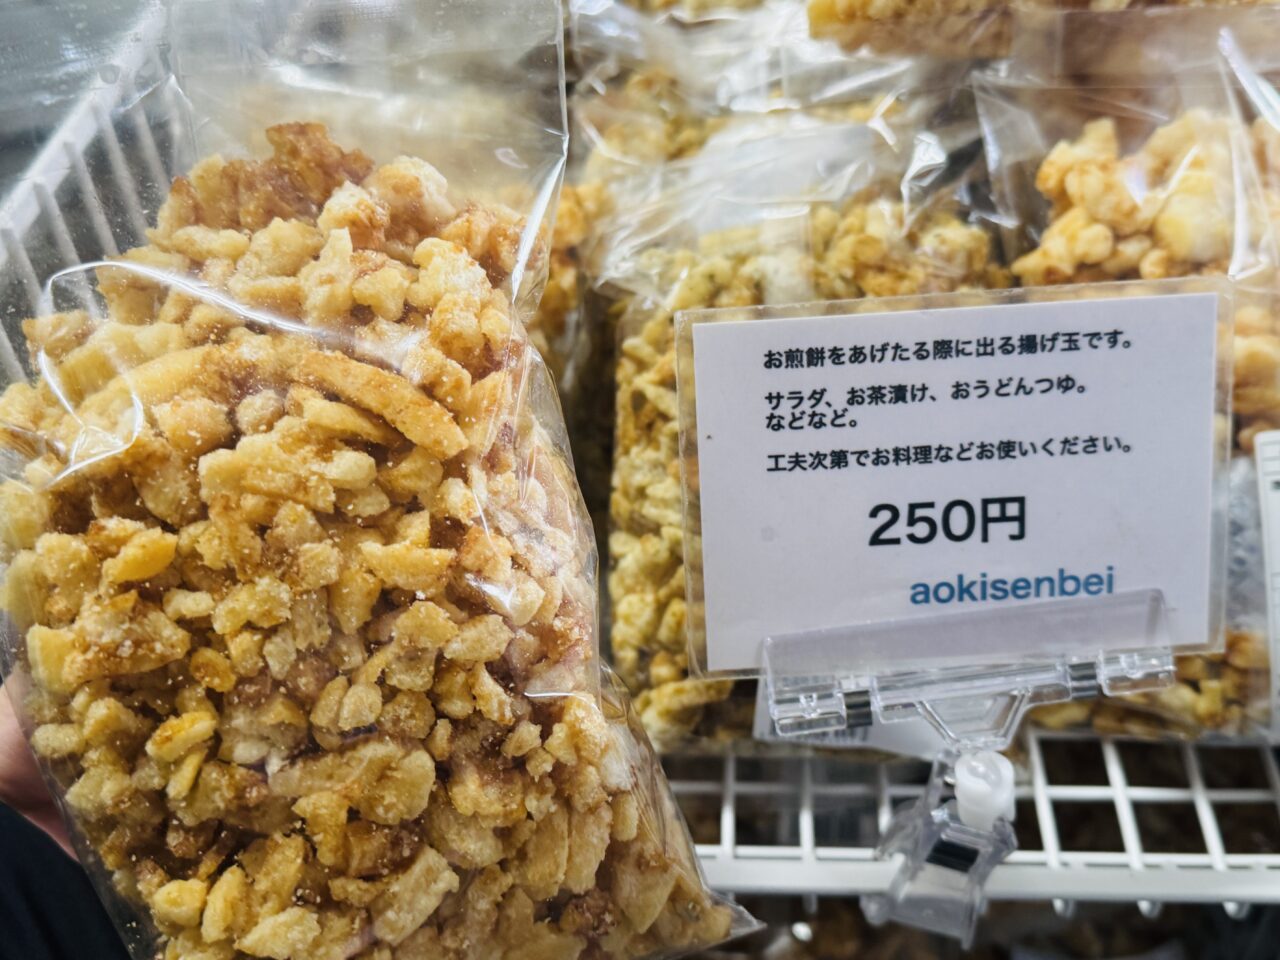 お煎餅をあげたる際に出る揚げ玉です。
サラダ、お茶漬け、おうどんつゆ。
などなど。
工夫次第でお料理などお使いください。
250円
aokisenbei